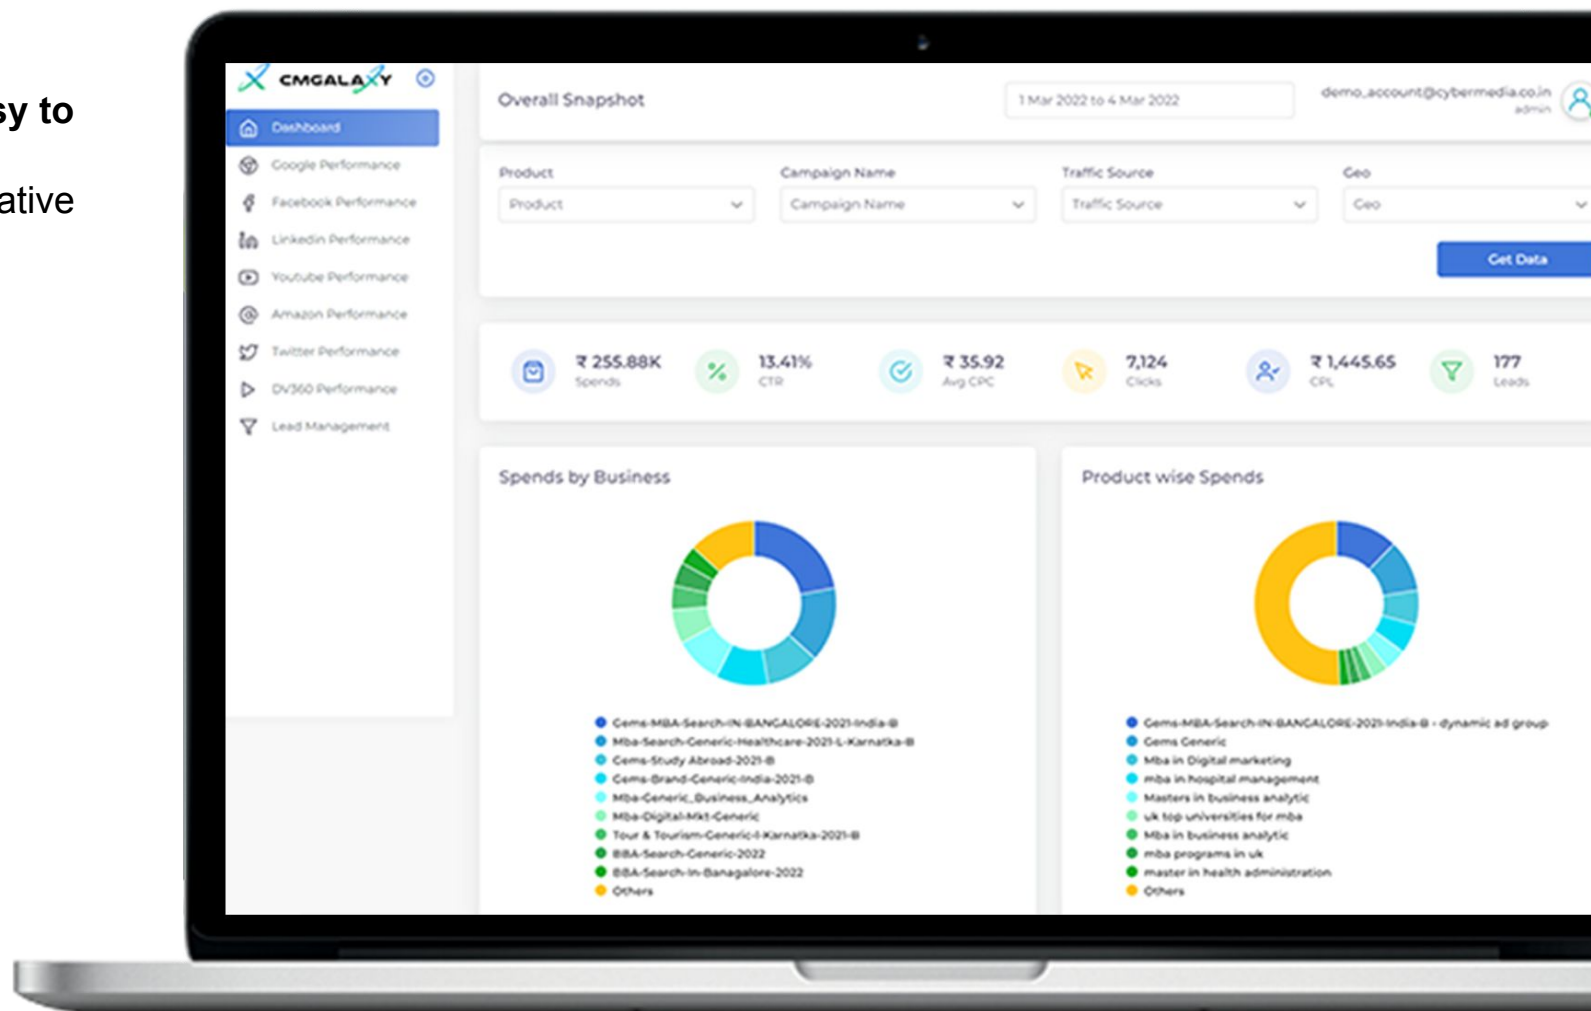 sy to
ative
CMGALAXY
Dashboard
Google Performance
Facebook Performance
Linkedin Performance
Youtube Performance
Amazon Performance
Twitter Performance
DV360 Performance
Lead Management
Overall Snapshot
1 Mar 2022 to 4 Mar 2022
demo_account@cybermedia.co.in
admin
Product Campaign Name Traffic Source Geo
Product Campaign Name Traffic Source Geo
Get Data
₹ 255.88K 13.41% ₹ 35.92 7,124 ₹ 1,445.65 177
Spends CTR Avg CPC Clicks CPL Leads
Spends by Business
Gems-MBA-Search-IN-BANGALORE-2021-India-B
Mba-Search-Generic-Healthcare-2021-L-Karnatka-B
Gems-Study Abroad-2021-B
Gems-Brand-Generic-India-2021-B
Mba-Generic_Business_Analytics
Mba-Digital-Mkt-Generic
Tour & Tourism-Generic-l-Karnatka-2021-B
BBA-Search-Generic-2022
BBA-Search-In-Banagalore-2022
Others
Product wise Spends
Gems-MBA-Search-IN-BANGALORE-2021-India-B - dynamic ad group
Gems Generic
Mba in Digital marketing
mba in hospital management
Masters in business analytic
uk top universities for mba
Mba in business analytic
mba programs in uk
master in health administration
Others